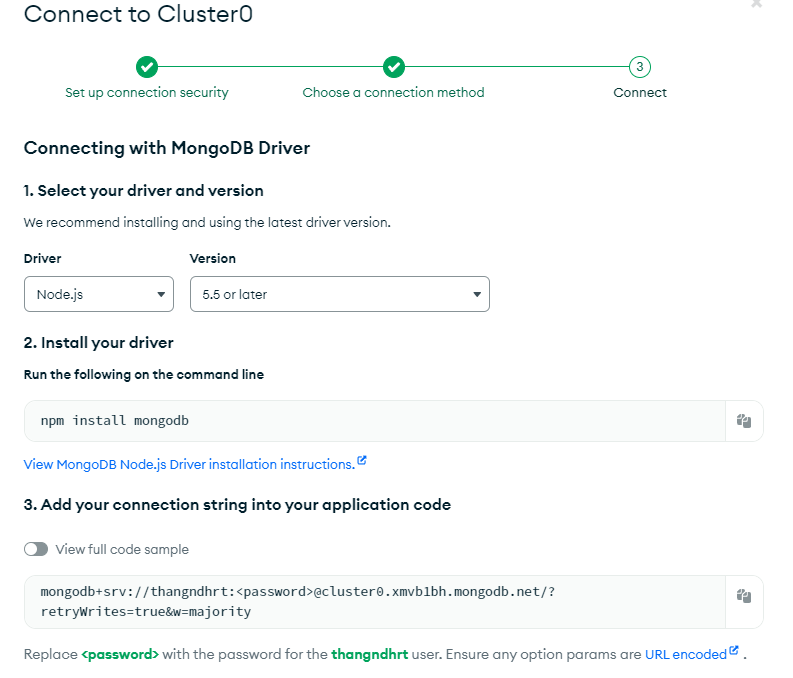 Connect to Cluster0
3
Set up connection security
Choose a connection method
Connect
Connecting with MongoDB Driver
1. Select your driver and version
We recommend installing and using the latest driver version.
Driver
Version
Node.js
5.5 or later
2. Install your driver
Run the following on the command line
npm install mongodb
View MongoDB Node.js Driver installation instructions.
3. Add your connection string into your application code
View full code sample
mongodb+srv://thangndhrt:<password>@cluster0.xmvb1bh.mongodb.net/?
retryWrites=true&w=majority
Replace <password> with the password for the thangndhrt user. Ensure any option params are URL encoded .